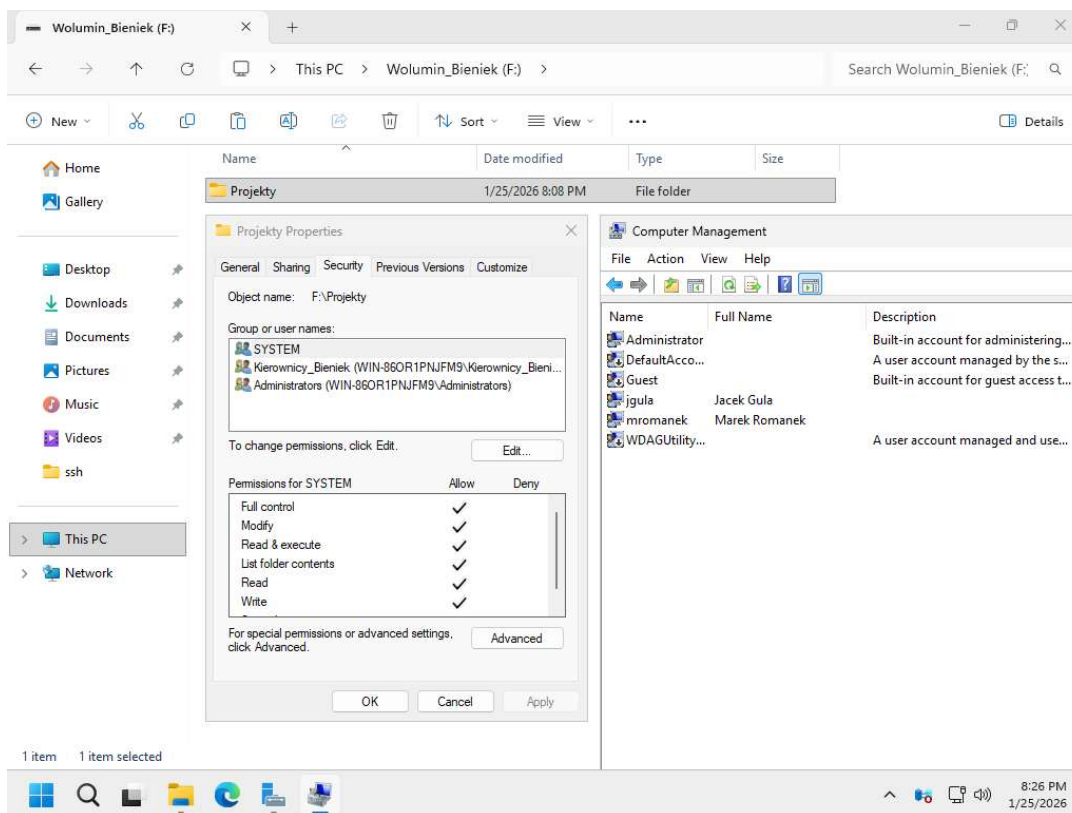 Wolumin_Bieniek (F:)
This PC > Wolumin_Bieniek (F:) >
Search Wolumin_Bieniek (F:
New
Sort
View
...
Details
Home
Gallery
Desktop
Downloads
Documents
Pictures
Music
Videos
ssh
This PC
Network
Name Date modified Type Size
Projekty 1/25/2026 8:08 PM File folder
Projekty Properties
General Sharing Security Previous Versions Customize
Object name: F:\Projekty
Group or user names:
SYSTEM
Kierownicy_Bieniek (WIN-86OR1PNJFM9\Kierownicy_Bieni...
Administrators (WIN-86OR1PNJFM9\Administrators)
To change permissions, click Edit.
Edit...
Permissions for SYSTEM Allow Deny
Full control
Modify
Read & execute
List folder contents
Read
Write
For special permissions or advanced settings,
click Advanced.
Advanced
OK Cancel Apply
Computer Management
File Action View Help
Name Full Name Description
Administrator Built-in account for administering...
DefaultAcco... A user account managed by the s...
Guest Built-in account for guest access t...
jgula Jacek Gula
mromanek Marek Romanek
WDAGUtility... A user account managed and use...
1 item 1 item selected
8:26 PM
1/25/2026